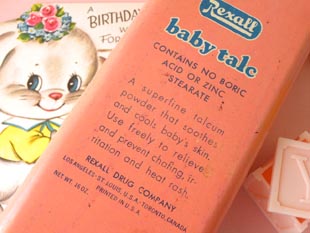 A
BIRTHDAY
W
FOR
Rexall
baby talc
CONTAINS NO BORIC
ACID OR ZINC
STEARATE
A superfine talcum
powder that soothes
and cools baby's skin.
Use freely to relieve
and prevent chafing, ir-
ritation and heat rash.
REXALL DRUG COMPANY
LOS ANGELES-ST. LOUIS, U.S.A.-TORONTO, CANADA
NET WT. 16 OZ. PRINTED IN U.S.A.
Y